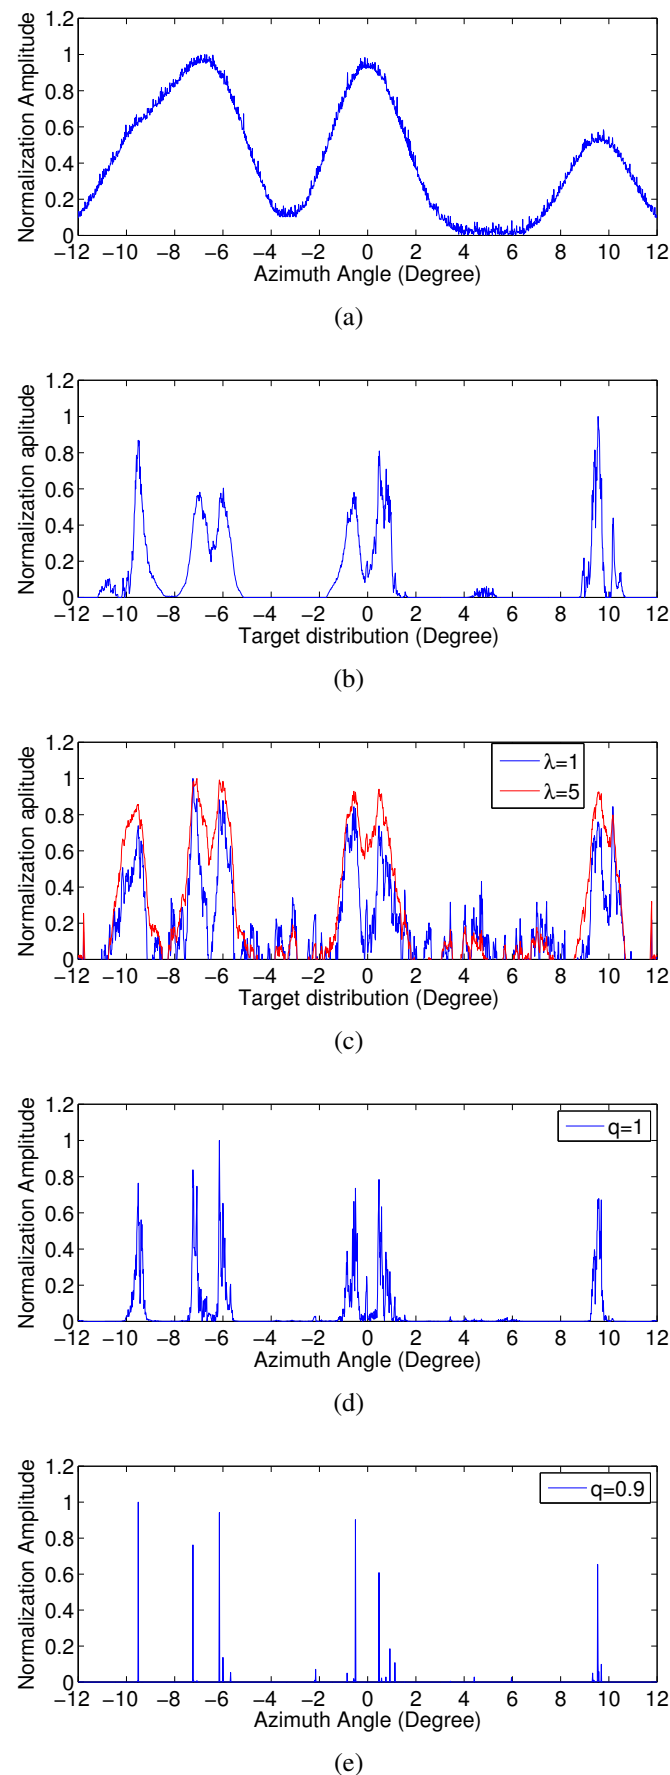 1.2
1
0.8
0.6
0.4
0.2
0
Normalization Amplitude
−12 −10 −8 −6 −4 −2 0 2 4 6 8 10 12
Azimuth Angle (Degree)
(a)
1.2
1
0.8
0.6
0.4
0.2
0
Normalization aplitude
−12 −10 −8 −6 −4 −2 0 2 4 6 8 10 12
Target distribution (Degree)
(b)
1.2
1
0.8
0.6
0.4
0.2
0
Normalization aplitude
λ=1
λ=5
−12 −10 −8 −6 −4 −2 0 2 4 6 8 10 12
Target distribution (Degree)
(c)
1.2
1
0.8
0.6
0.4
0.2
0
Normalization Amplitude
q=1
−12 −10 −8 −6 −4 −2 0 2 4 6 8 10 12
Azimuth Angle (Degree)
(d)
1.2
1
0.8
0.6
0.4
0.2
0
Normalization Amplitude
q=0.9
−12 −10 −8 −6 −4 −2 0 2 4 6 8 10 12
Azimuth Angle (Degree)
(e)